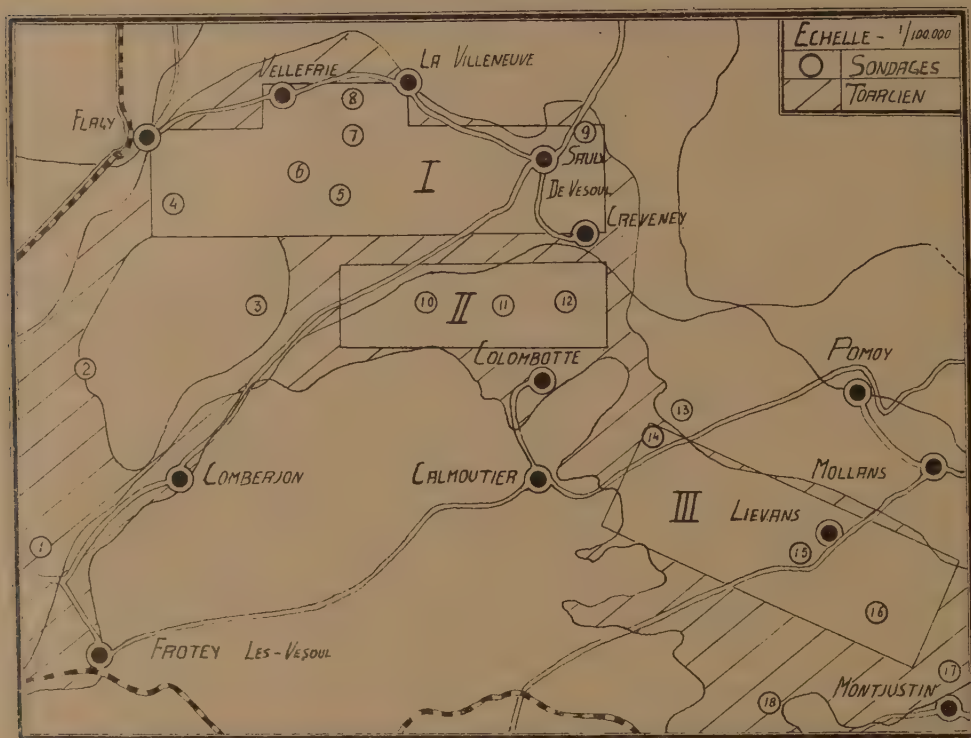 ECHELLE - 1/100.000
SONDAGES
TOARCIEN
LA VILLENEUVE
VELLEFRIE
FLAGY
8
7
9
SAULX
6
I
DE VESOUL
5
4
CREVENEY
3
10
II
11
12
2
COLOMBOTTE
POMOY
13
14
COMBERJON
CALMOUTIER
MOLLANS
III
LIEVANS
1
15
16
FROTEY LES-VESOUL
17
MONTJUSTIN
18